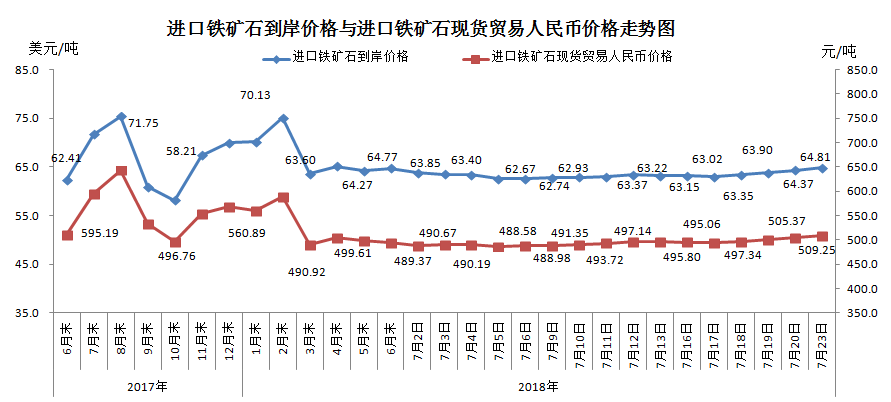 进口铁矿石到岸价格与进口铁矿石现货贸易人民币价格走势图
美元/吨
进口铁矿石到岸价格
进口铁矿石现货贸易人民币价格
元/吨
85.0
75.0
65.0
55.0
45.0
35.0
850.0
800.0
750.0
700.0
650.0
600.0
550.0
500.0
450.0
400.0
350.0
62.41
71.75
58.21
70.13
63.60
64.27
64.77
63.85
63.40
62.67
62.74
62.93
63.37
63.22
63.15
63.02
63.35
63.90
64.37
64.81
595.19
496.76
560.89
490.92
499.61
489.37
490.67
490.19
488.58
488.98
491.35
493.72
497.14
495.80
495.06
497.34
505.37
509.25
6月末
7月末
8月末
9月末
10月末
11月末
12月末
1月末
2月末
3月末
4月末
5月末
6月末
7月2日
7月3日
7月4日
7月5日
7月6日
7月9日
7月10日
7月11日
7月12日
7月13日
7月16日
7月17日
7月18日
7月19日
7月20日
7月23日
2017年
2018年